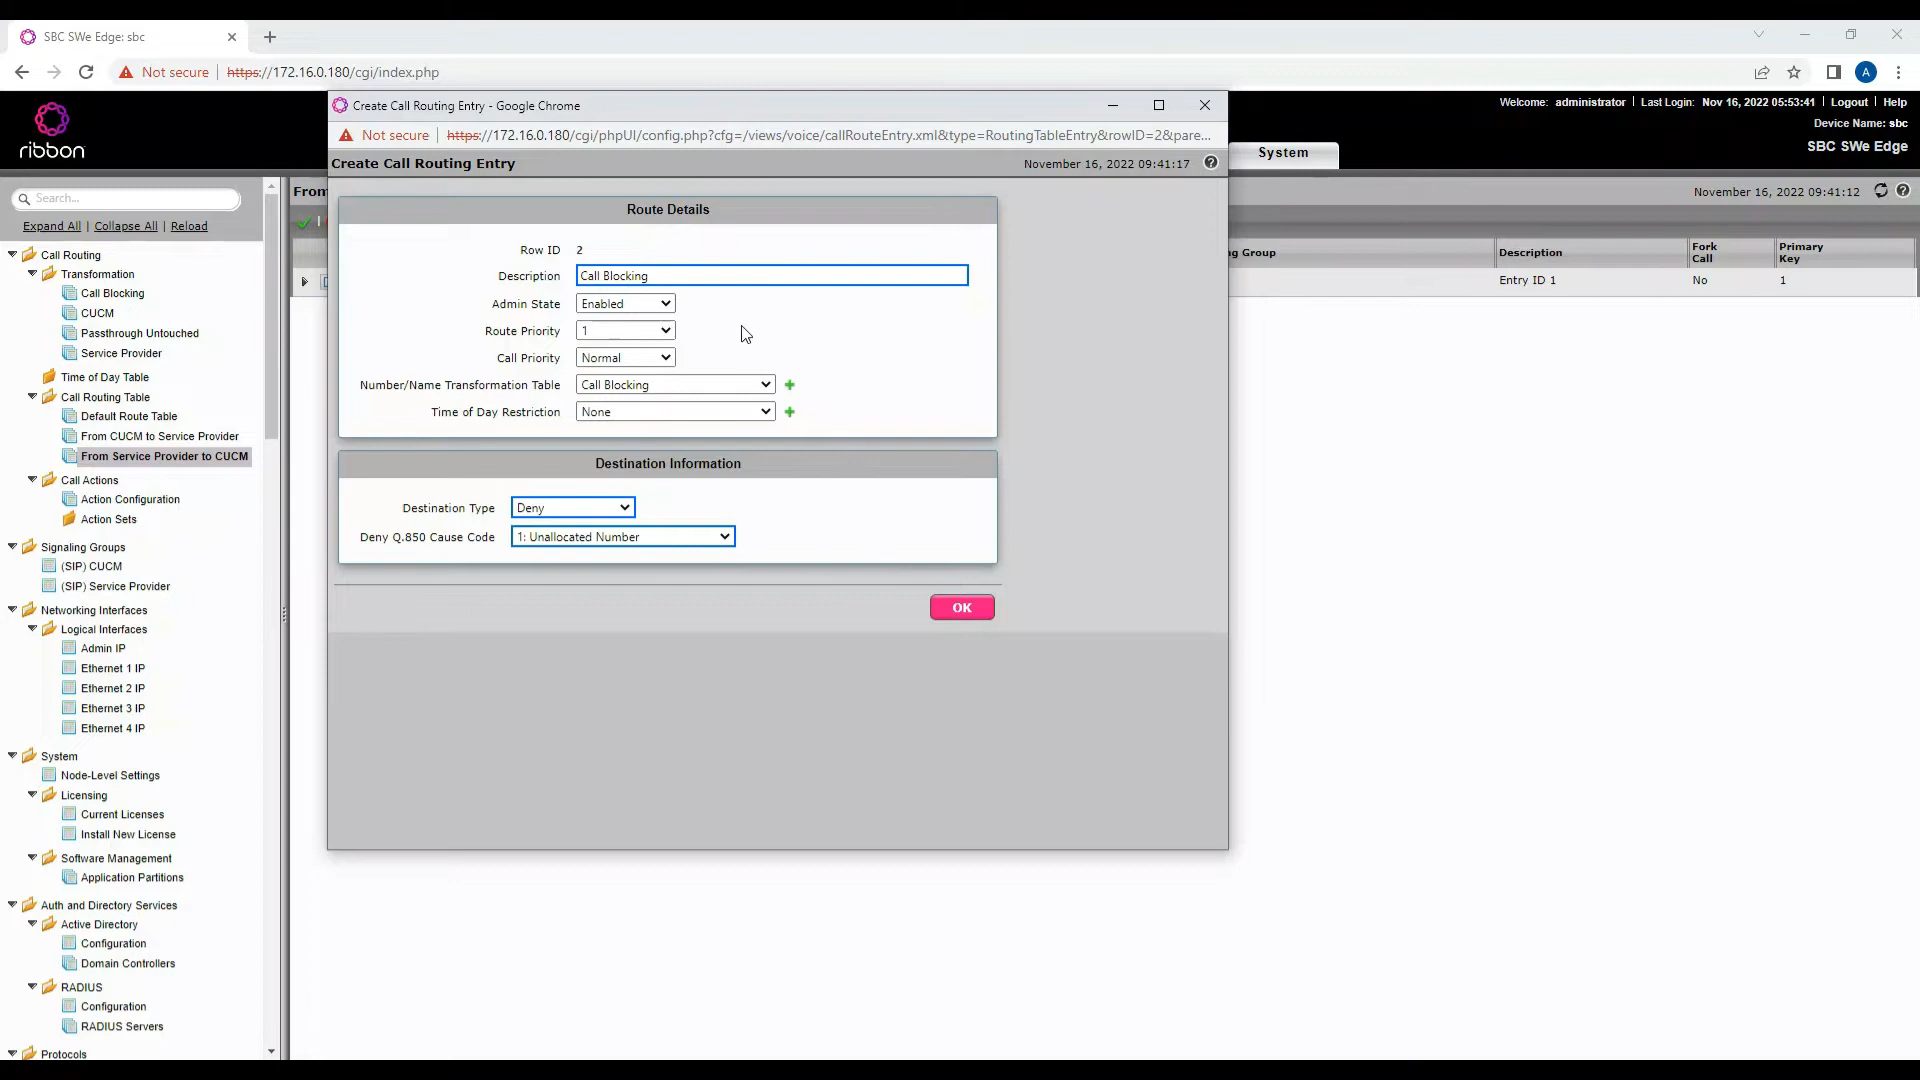 SBC SWe Edge: sbc
Not secure https://172.16.0.180/cgi/index.php
A
ribbon
Welcome: administrator | Last Login: Nov 16, 2022 05:53:41 | Logout | Help
Device Name: sbc
SBC SWe Edge
System
Create Call Routing Entry - Google Chrome
Not secure https://172.16.0.180/cgi/phpUI/config.php?cfg=/views/voice/callRouteEntry.xml&type=RoutingTableEntry&rowID=2&pare...
Create Call Routing Entry
November 16, 2022 09:41:17
From
November 16, 2022 09:41:12
Search...
Expand All | Collapse All | Reload
Call Routing
Transformation
Call Blocking
CUCM
Passthrough Untouched
Service Provider
Time of Day Table
Call Routing Table
Default Route Table
From CUCM to Service Provider
From Service Provider to CUCM
Call Actions
Action Configuration
Action Sets
Signaling Groups
(SIP) CUCM
(SIP) Service Provider
Networking Interfaces
Logical Interfaces
Admin IP
Ethernet 1 IP
Ethernet 2 IP
Ethernet 3 IP
Ethernet 4 IP
System
Node-Level Settings
Licensing
Current Licenses
Install New License
Software Management
Application Partitions
Auth and Directory Services
Active Directory
Configuration
Domain Controllers
RADIUS
Configuration
RADIUS Servers
Protocols
Route Details
Row ID 2
Description Call Blocking
Admin State Enabled
Route Priority 1
Call Priority Normal
Number/Name Transformation Table Call Blocking
Time of Day Restriction None
Destination Information
Destination Type Deny
Deny Q.850 Cause Code 1: Unallocated Number
OK
g Group
Description
Fork Call
Primary Key
Entry ID 1
No
1